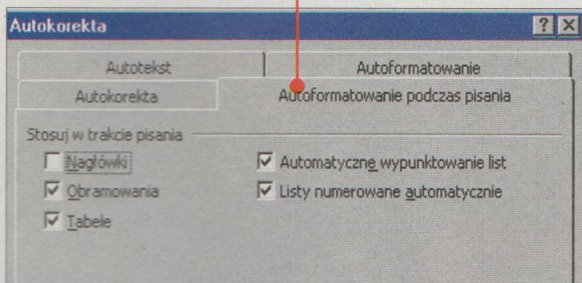 Autokorekta
Autotekst Autoformatowanie
Autokorekta Autoformatowanie podczas pisania
Stosuj w trakcie pisania
Nagłówki Automatyczne wypunktowanie list
Obramowania Listy numerowane automatycznie
Tabele